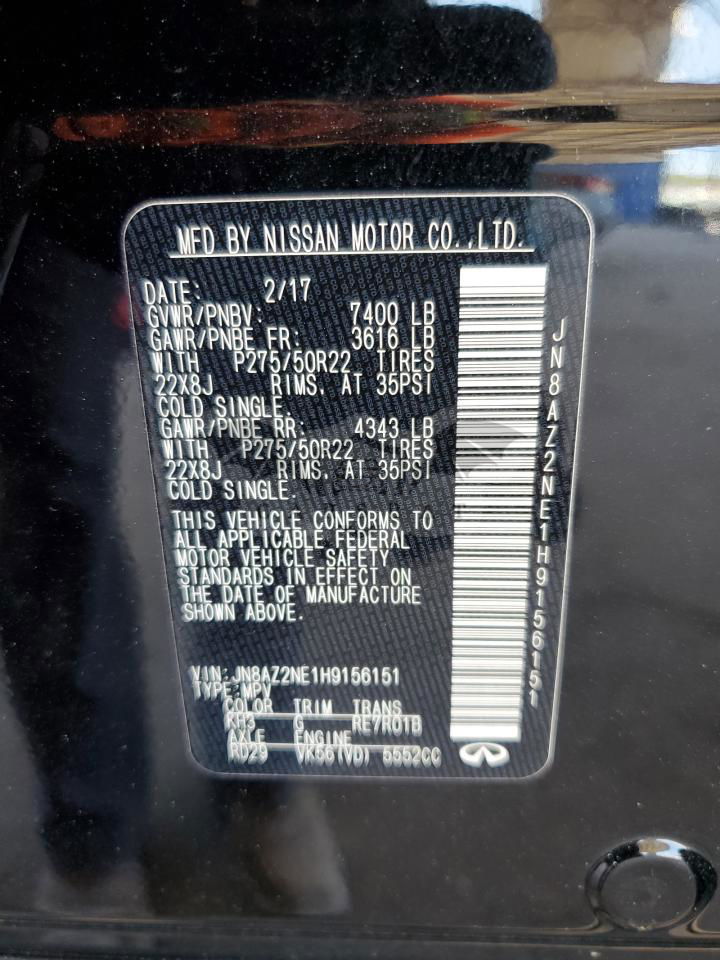 MFD BY NISSAN MOTOR CO.,LTD.
DATE: 2/17
GVWR/PNBV: 7400 LB
GAWR/PNBE FR: 3616 LB
WITH P275/50R22 TIRES
22X8J RIMS, AT 35PSI
COLD SINGLE.
GAWR/PNBE RR: 4343 LB
WITH P275/50R22 TIRES
22X8J RIMS, AT 35PSI
COLD SINGLE.
THIS VEHICLE CONFORMS TO
ALL APPLICABLE FEDERAL
MOTOR VEHICLE SAFETY
STANDARDS IN EFFECT ON
THE DATE OF MANUFACTURE
SHOWN ABOVE.
VIN:JN8AZ2NE1H9156151
TYPE:MPV
COLOR TRIM TRANS
KH3 G RE7R01B
AXLE ENGINE
RD29 VK56(VD) 5552CC
JN8AZ2NE1H9156151